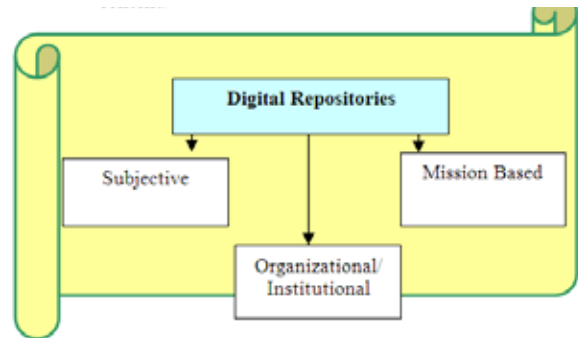 Digital Repositories
Subjective
Mission Based
Organizational/
Institutional